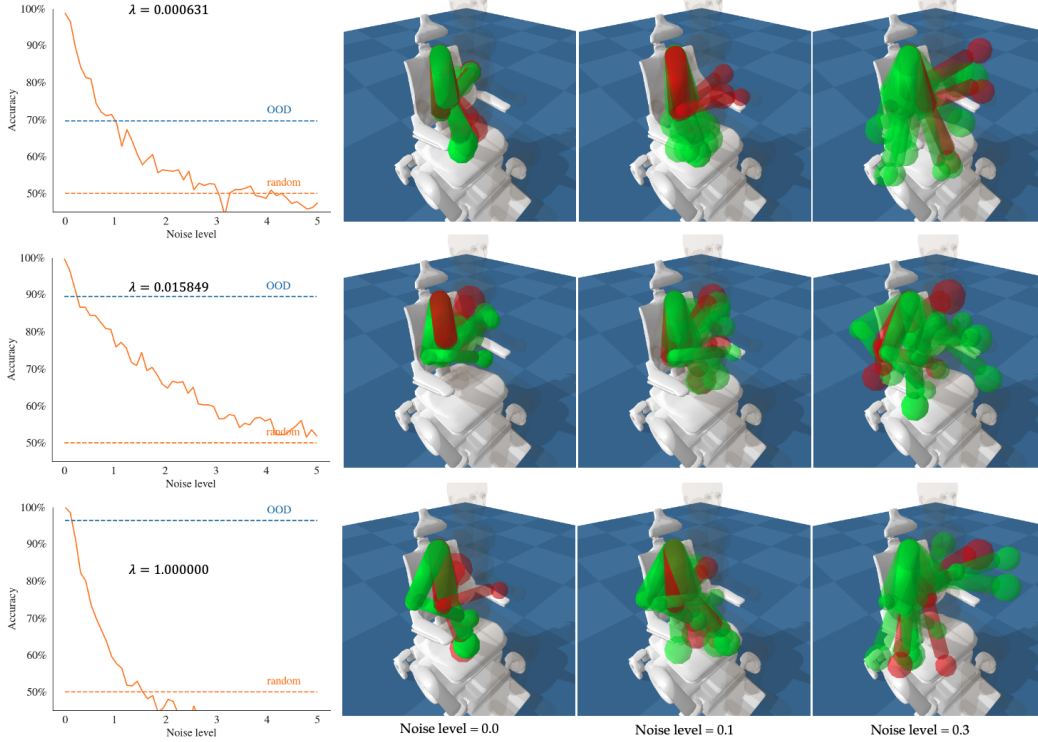 λ = 0.000631
100%
90%
80%
70%
60%
50%
Accuracy
OOD
random
0 1 2 3 4 5
Noise level
λ = 0.015849
100%
90%
80%
70%
60%
50%
Accuracy
OOD
random
0 1 2 3 4 5
Noise level
λ = 1.000000
100%
90%
80%
70%
60%
50%
Accuracy
OOD
random
0 1 2 3 4 5
Noise level
Noise level = 0.0
Noise level = 0.1
Noise level = 0.3